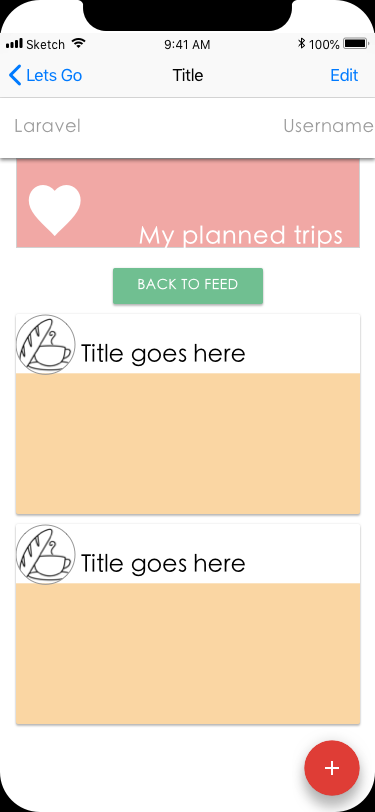 Sketch 9:41 AM 100%
Lets Go Title Edit
Laravel Username
My planned trips
BACK TO FEED
Title goes here
Title goes here
+